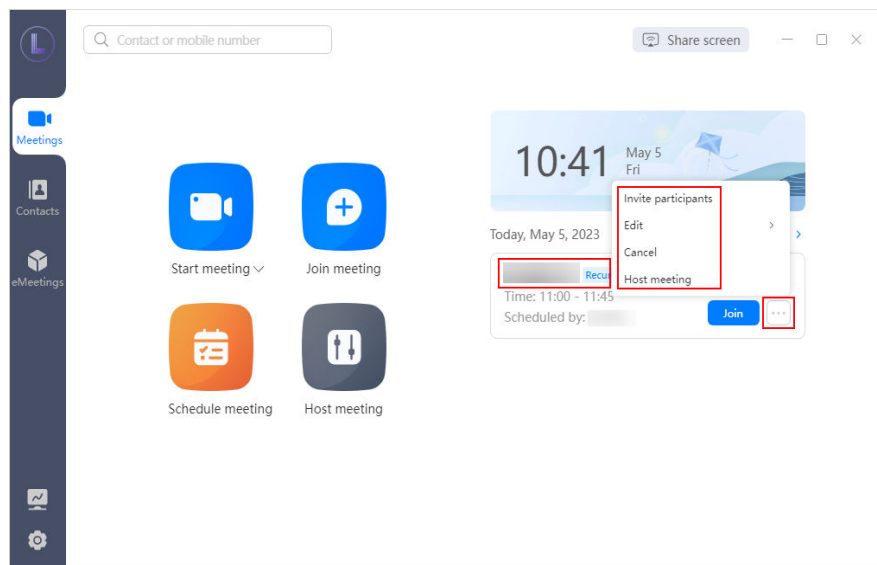 L
Contact or mobile number
Share screen
Meetings
Contacts
eMeetings
Start meeting
Join meeting
Schedule meeting
Host meeting
10:41
May 5
Fri
Today, May 5, 2023
Invite participants
Edit
Cancel
Host meeting
Time: 11:00 - 11:45
Scheduled by:
Join